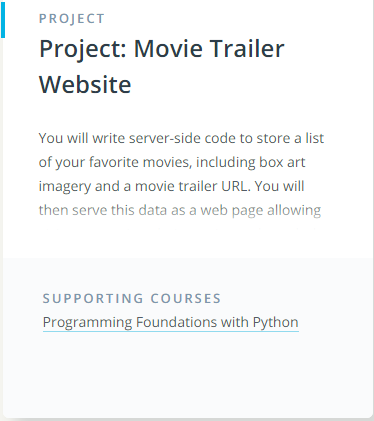 PROJECT
Project: Movie Trailer
Website
You will write server-side code to store a list
of your favorite movies, including box art
imagery and a movie trailer URL. You will
then serve this data as a web page allowing
SUPPORTING COURSES
Programming Foundations with Python